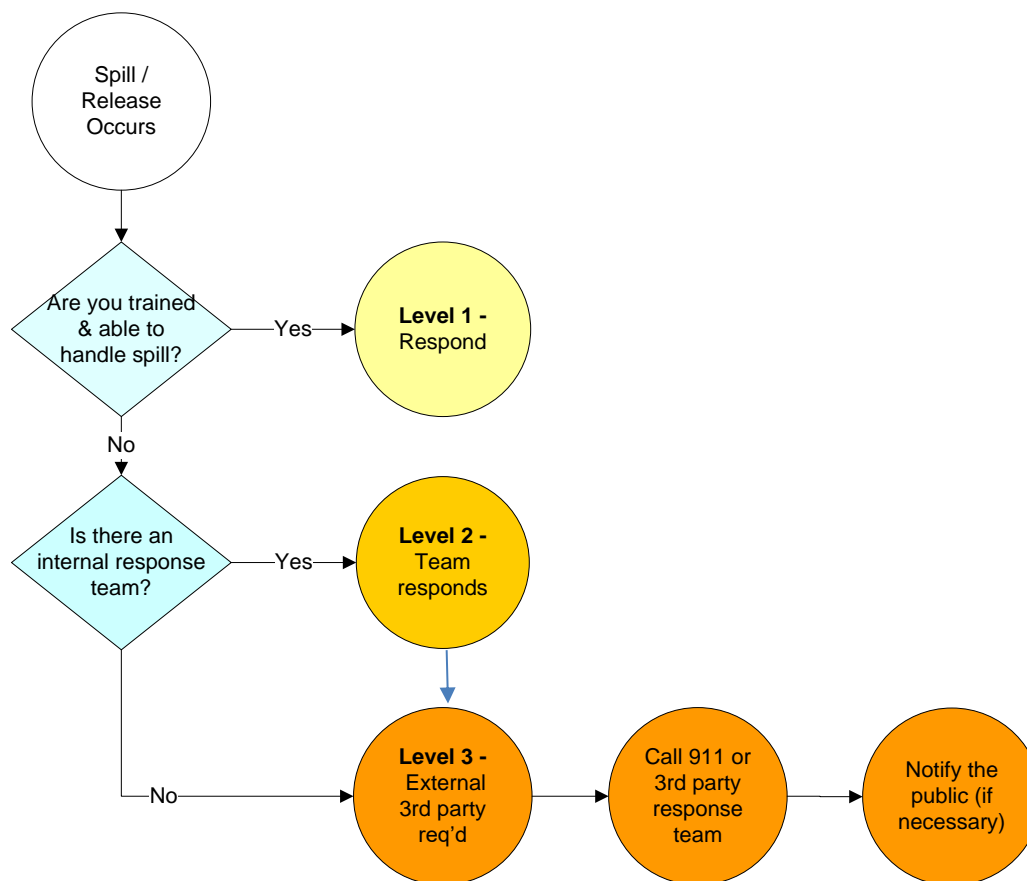 Spill /
Release
Occurs
Are you trained
& able to
handle spill?
Yes
Level 1 -
Respond
No
Is there an
internal response
team?
Yes
Level 2 -
Team
responds
No
Level 3 -
External
3rd party
req’d
Call 911 or
3rd party
response
team
Notify the
public (if
necessary)